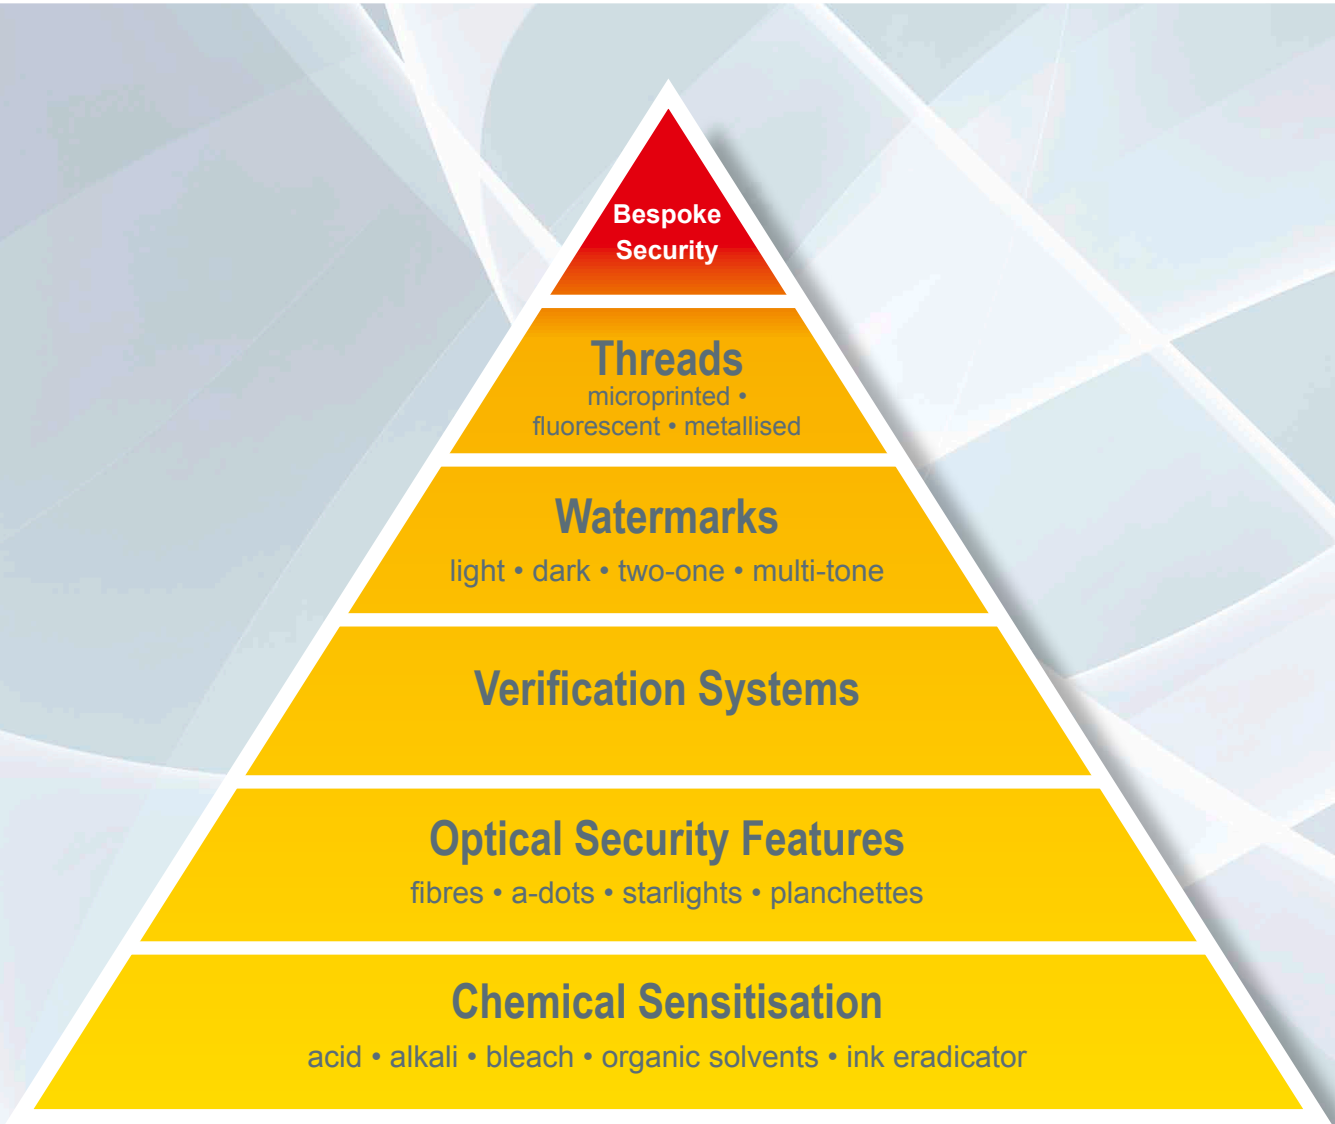 Bespoke
Security
Threads
microprinted •
fluorescent • metallised
Watermarks
light • dark • two-one • multi-tone
Verification Systems
Optical Security Features
fibres • a-dots • starlights • planchettes
Chemical Sensitisation
acid • alkali • bleach • organic solvents • ink eradicator